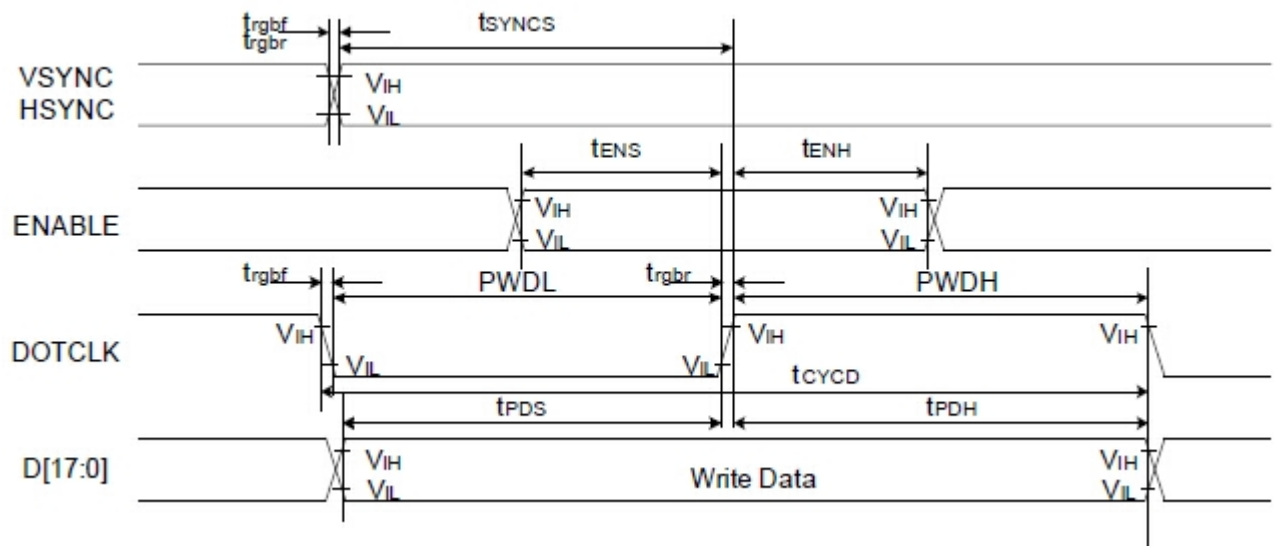 trgbf
trgbr
tSYNCS
VSYNC
HSYNC
VIH
VIL
tENS
tENH
ENABLE
VIH
VIL
VIH
VIL
trgbf
PWDL
trgbr
PWDH
DOTCLK
VIH
VIL
VIL
VIH
VIH
tCYCD
tPDS
tPDH
D[17:0]
VIH
VIL
Write Data
VIH
VIL